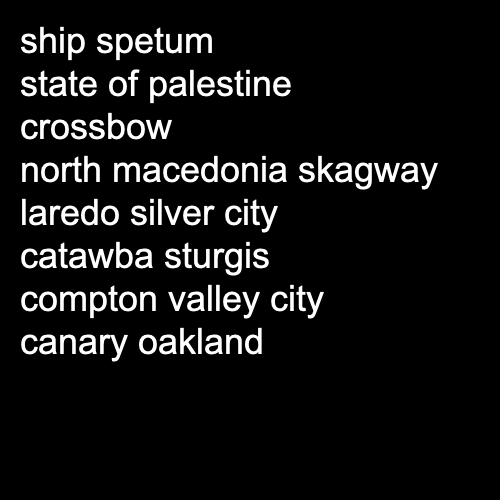 ship spetum
state of palestine
crossbow
north macedonia skagway
laredo silver city
catawba sturgis
compton valley city
canary oakland